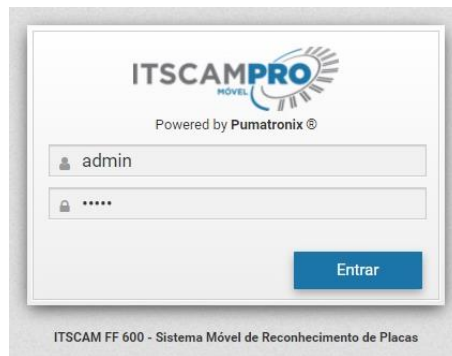 ITSCAMPRO
MÓVEL
Powered by Pumatronix ®
admin
•••••
Entrar
ITSCAM FF 600 - Sistema Móvel de Reconhecimento de Placas